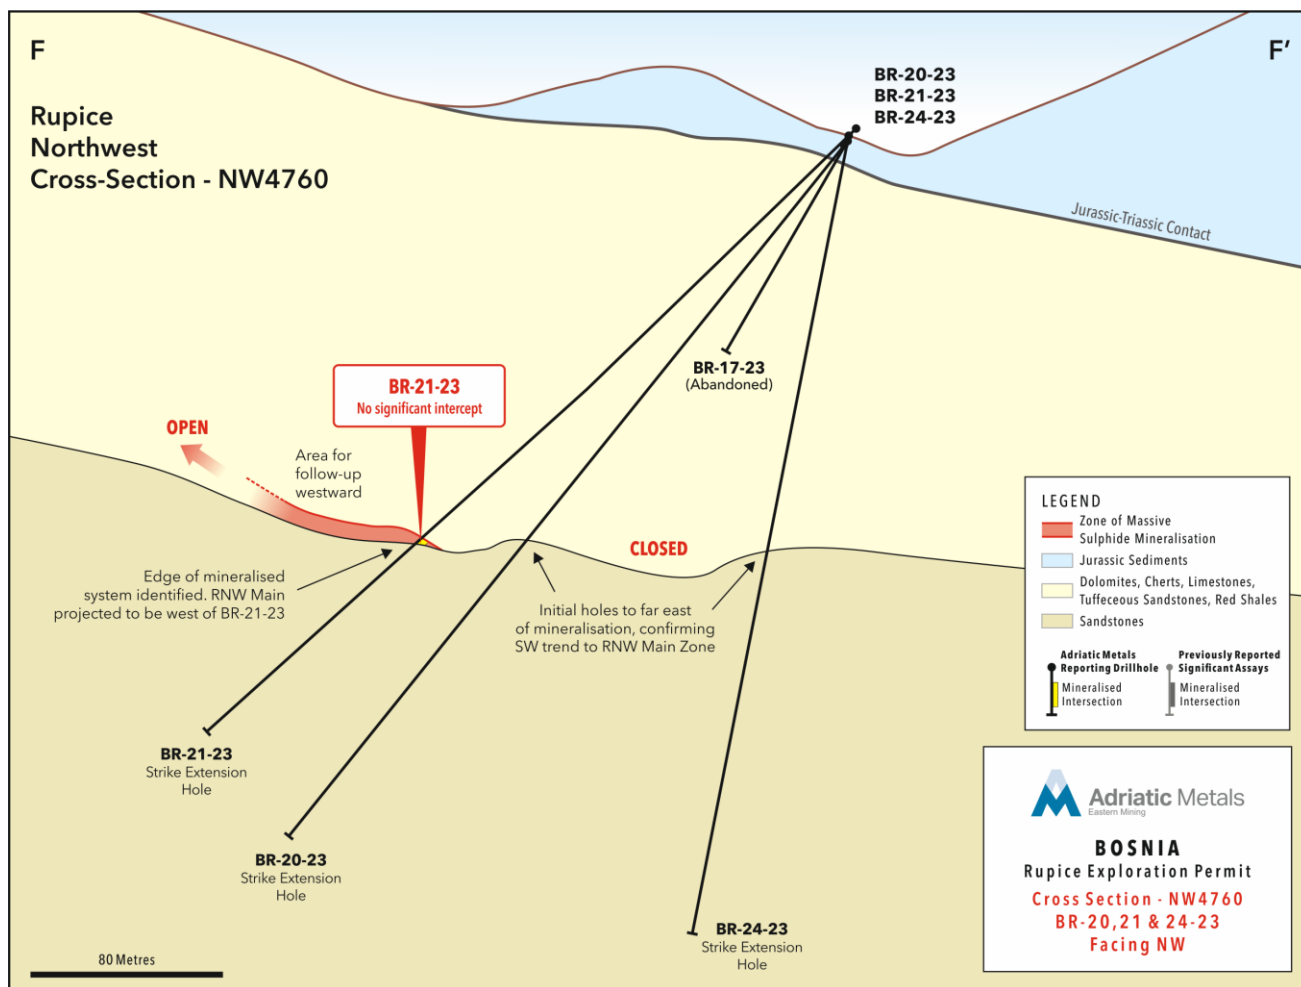 F
F'
Rupice
Northwest
Cross-Section - NW4760
BR-20-23
BR-21-23
BR-24-23
Jurassic-Triassic Contact
BR-17-23
(Abandoned)
BR-21-23
No significant intercept
OPEN
Area for
follow-up
westward
CLOSED
Edge of mineralised
system identified. RNW Main
projected to be west of BR-21-23
Initial holes to far east
of mineralisation, confirming
SW trend to RNW Main Zone
BR-21-23
Strike Extension
Hole
BR-20-23
Strike Extension
Hole
BR-24-23
Strike Extension
Hole
80 Metres
LEGEND
Zone of Massive
Sulphide Mineralisation
Jurassic Sediments
Dolomites, Cherts, Limestones,
Tuffeceous Sandstones, Red Shales
Sandstones
Adriatic Metals
Reporting Drillhole
Mineralised
Intersection
Previously Reported
Significant Assays
Mineralised
Intersection
Adriatic Metals
Eastern Mining
BOSNIA
Rupice Exploration Permit
Cross Section - NW4760
BR-20,21 & 24-23
Facing NW